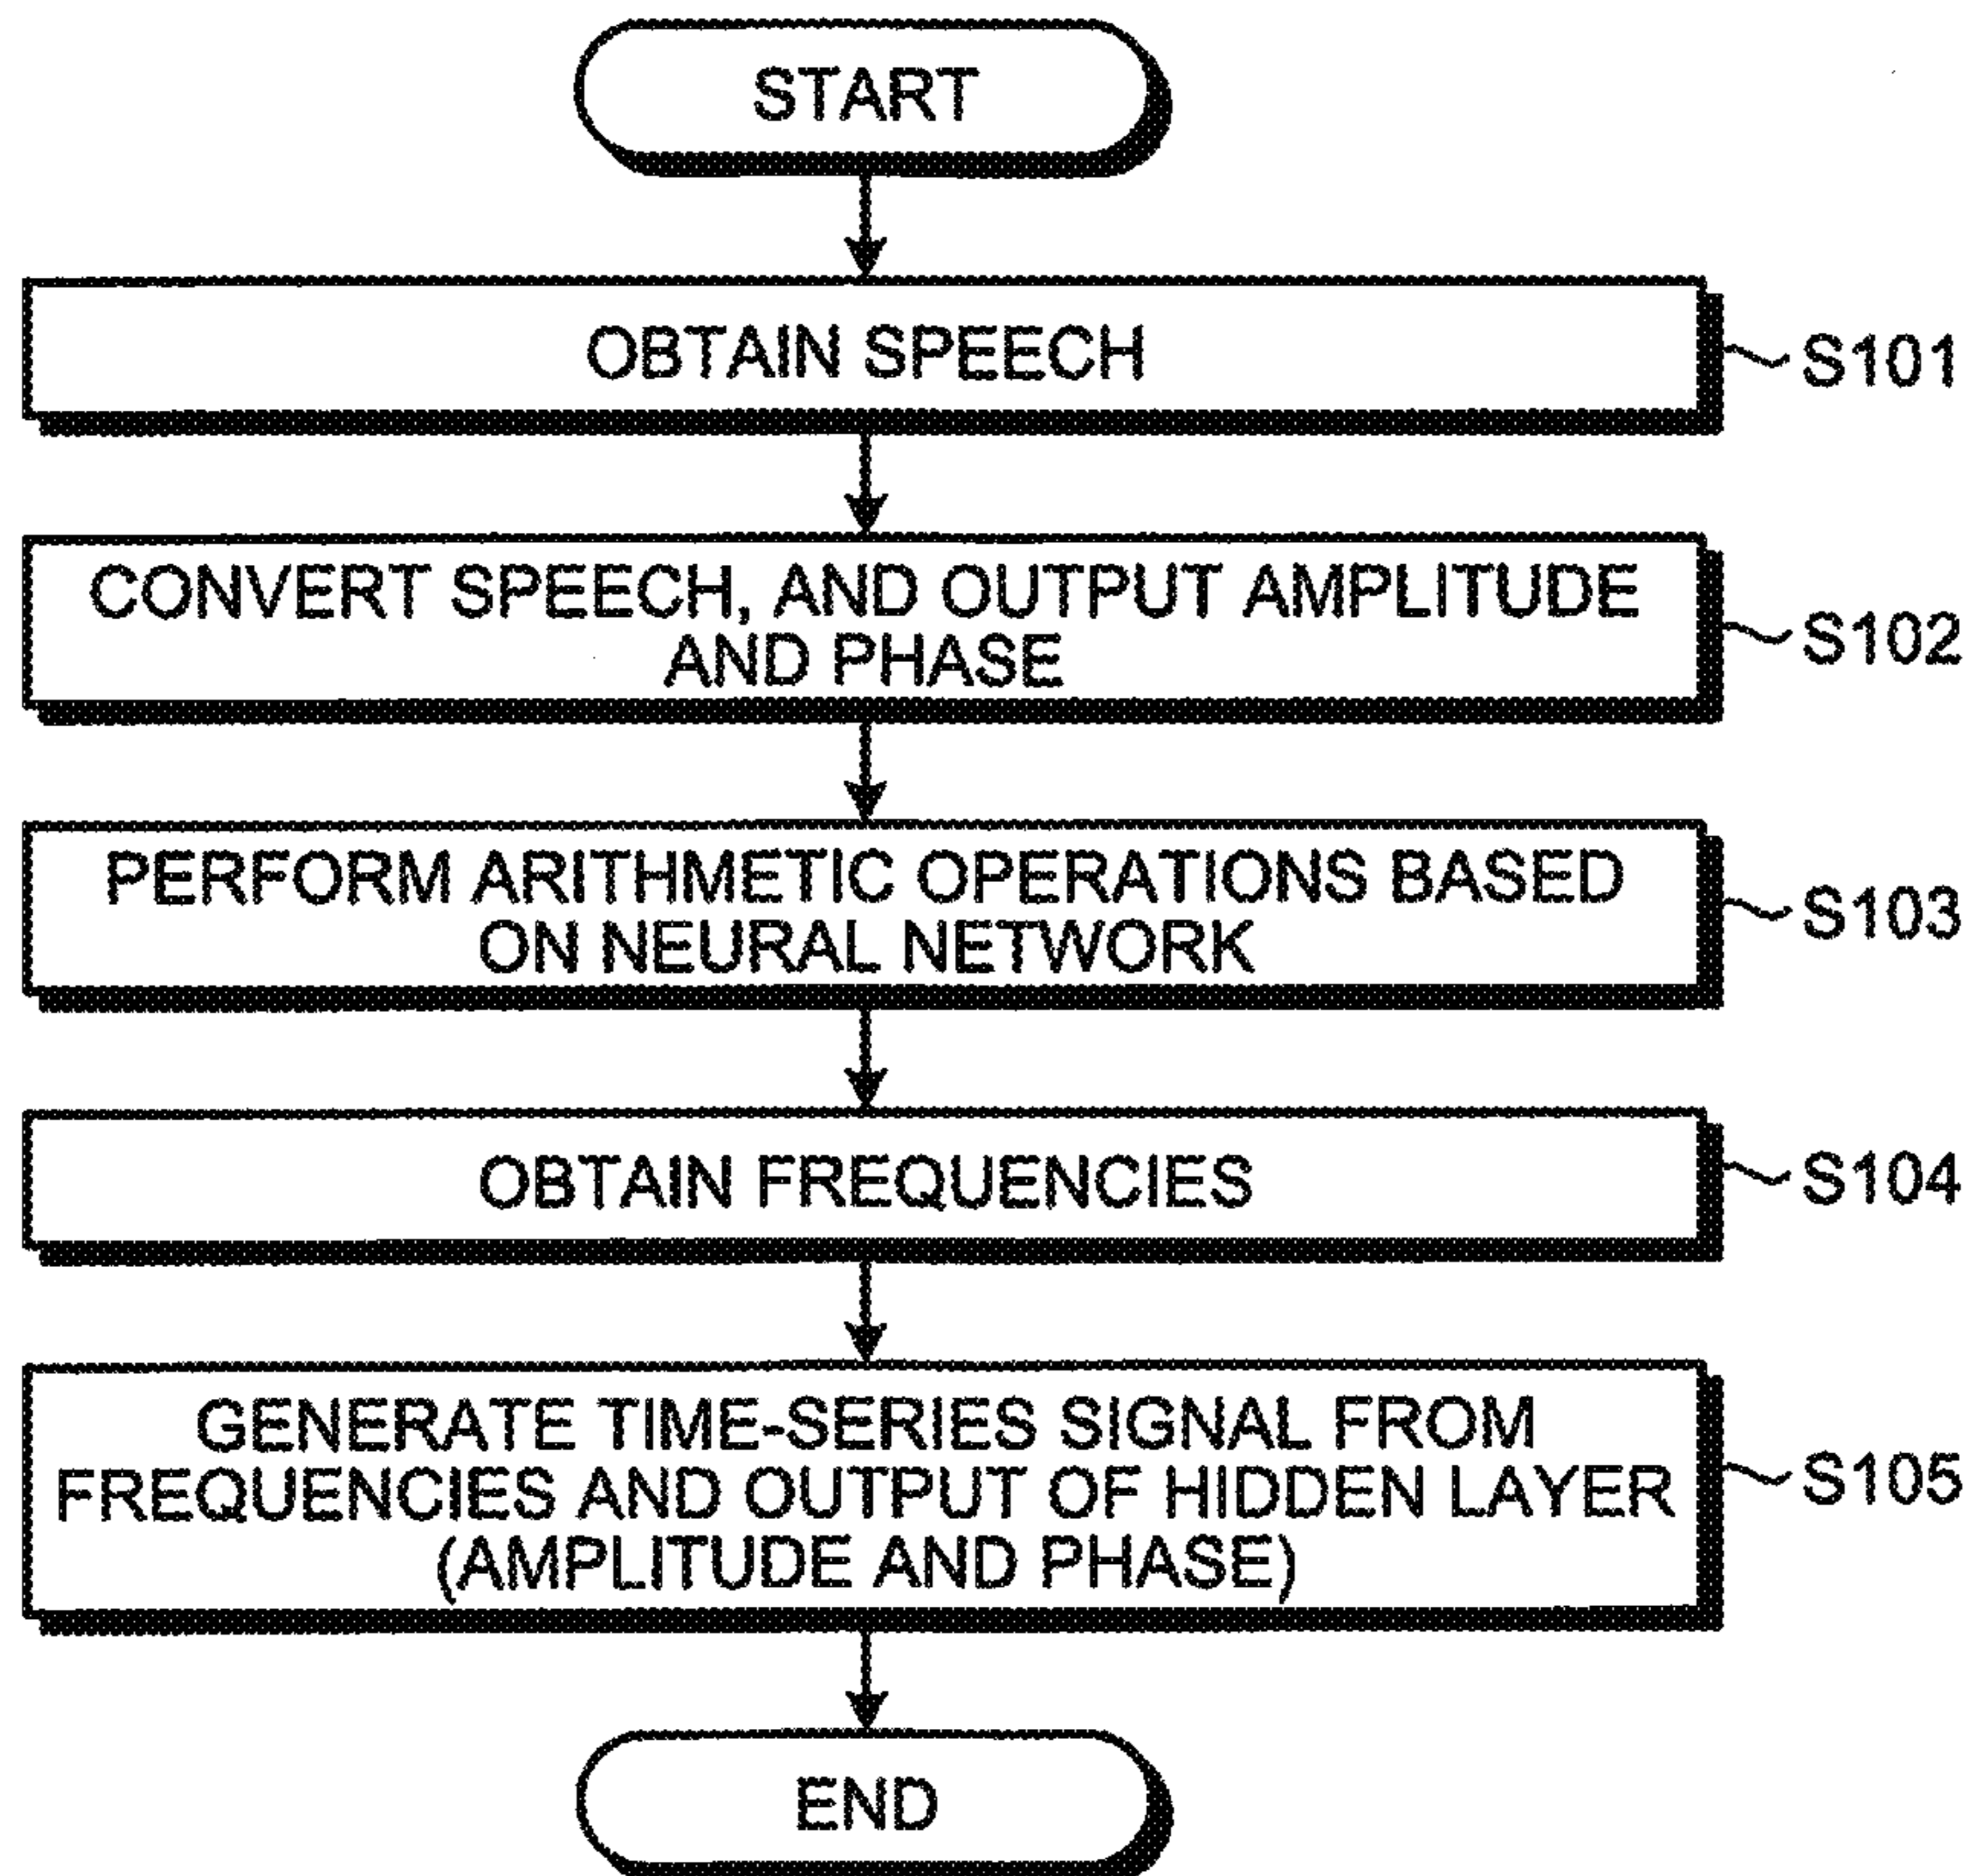 START
OBTAIN SPEECH
S101
CONVERT SPEECH, AND OUTPUT AMPLITUDE
AND PHASE
S102
PERFORM ARITHMETIC OPERATIONS BASED
ON NEURAL NETWORK
S103
OBTAIN FREQUENCIES
S104
GENERATE TIME-SERIES SIGNAL FROM
FREQUENCIES AND OUTPUT OF HIDDEN LAYER
(AMPLITUDE AND PHASE)
S105
END